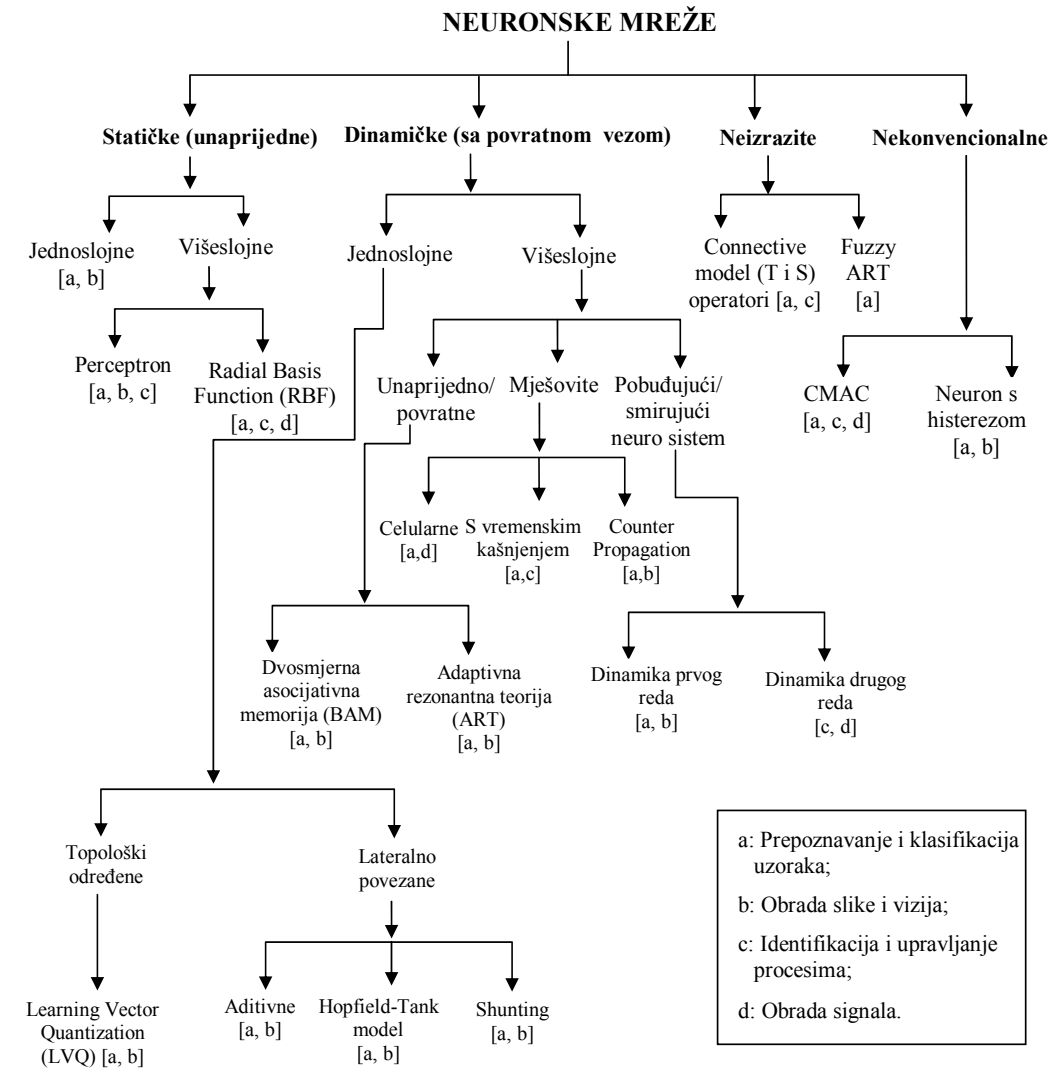 NEURONSKE MREŽE
Statičke (unaprijedne)
Dinamičke (sa povratnom vezom)
Neizrazite
Nekonvencionalne
Jednoslojne
[a, b]
Višeslojne
Jednoslojne
Višeslojne
Connective
model (T i S)
operatori [a, c]
Fuzzy
ART
[a]
Perceptron
[a, b, c]
Radial Basis
Function (RBF)
[a, c, d]
Unaprijedno/
povratne
Mješovite
Pobuđujući/
smirujući
neuro sistem
CMAC
[a, c, d]
Neuron s
histerezom
[a, b]
Celularne
[a,d]
S vremenskim
kašnjenjem
[a,c]
Counter
Propagation
[a,b]
Dvosmjerna
asocijativna
memorija (BAM)
[a, b]
Adaptivna
rezonantna teorija
(ART)
[a, b]
Dinamika prvog
reda
[a, b]
Dinamika drugog
reda
[c, d]
Topološki
određene
Lateralno
povezane
Learning Vector
Quantization
(LVQ) [a, b]
Aditivne
[a, b]
Hopfield-Tank
model
[a, b]
Shunting
[a, b]
a: Prepoznavanje i klasifikacija
uzoraka;
b: Obrada slike i vizija;
c: Identifikacija i upravljanje
procesima;
d: Obrada signala.